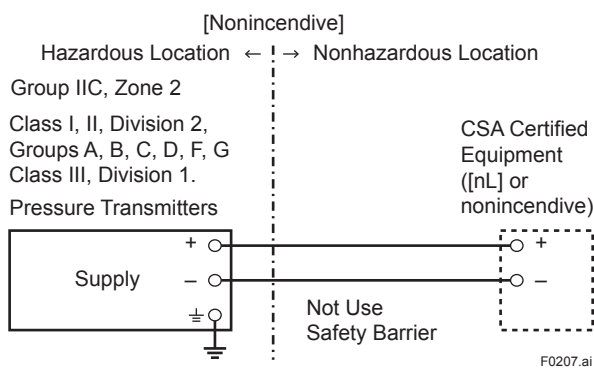 [Nonincendive]
Hazardous Location ← → Nonhazardous Location
Group IIC, Zone 2
Class I, II, Division 2,
Groups A, B, C, D, F, G
Class III, Division 1.
CSA Certified
Equipment
([nL] or
nonincendive)
Pressure Transmitters
+ +
Supply – –
Not Use
Safety Barrier
F0207.ai